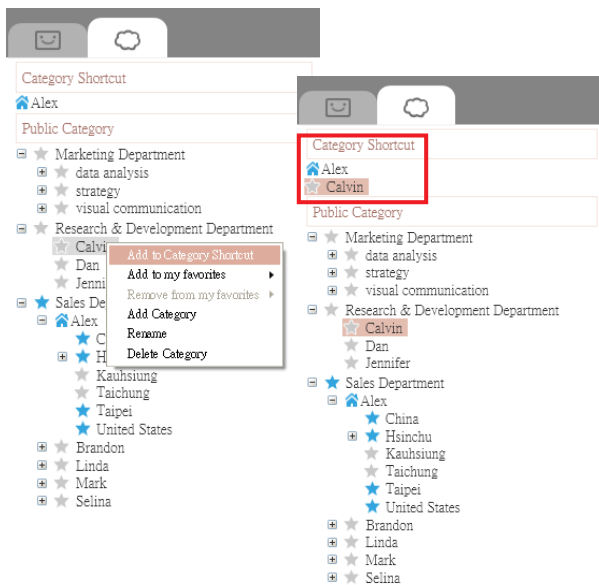 Category Shortcut
Alex
Public Category
Marketing Department
data analysis
strategy
visual communication
Research & Development Department
Calvi
Dan
Jenni
Sales De
Alex
C
H
Kauhsiung
Taichung
Taipei
United States
Brandon
Linda
Mark
Selina
Add to Category Shortcut
Add to my favorites
Remove from my favorites
Add Category
Rename
Delete Category
Category Shortcut
Alex
Calvin
Public Category
Marketing Department
data analysis
strategy
visual communication
Research & Development Department
Calvin
Dan
Jennifer
Sales Department
Alex
China
Hsinchu
Kauhsiung
Taichung
Taipei
United States
Brandon
Linda
Mark
Selina